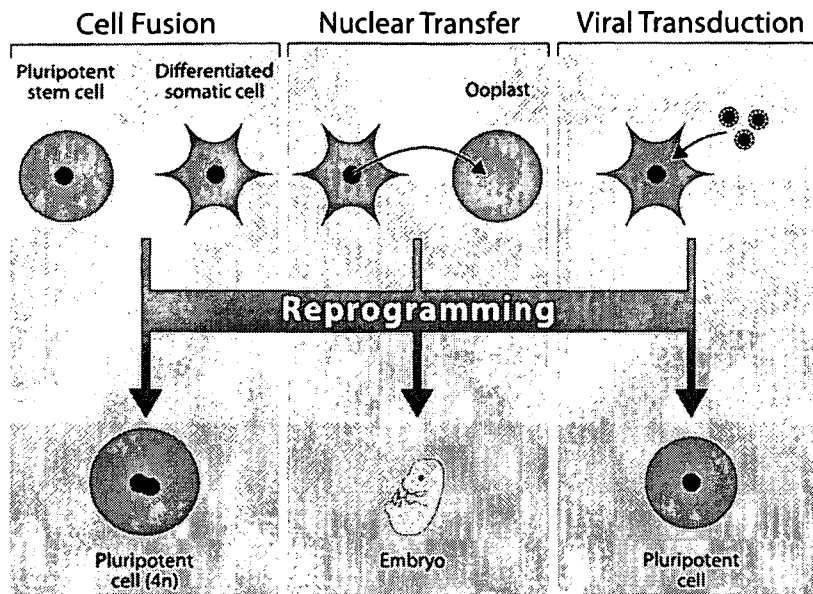 Cell Fusion
Nuclear Transfer
Viral Transduction
Pluripotent
stem cell
Differentiated
somatic cell
Ooplast
Reprogramming
Pluripotent
cell (4n)
Embryo
Pluripotent
cell